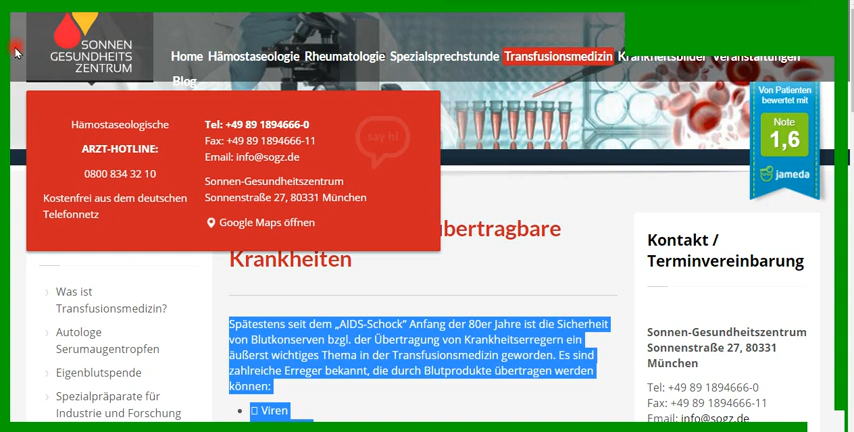 SONNEN
GESUNDHEITS
ZENTRUM
Home Hämostaseologie Rheumatologie Spezialsprechstunde Transfusionsmedizin Krankheitsbilder Veranstaltungen
Blog
Hämostaseologische
ARZT-HOTLINE:
0800 834 32 10
Kostenfrei aus dem deutschen
Telefonnetz
Tel: +49 89 1894666-0
Fax: +49 89 1894666-11
Email: info@sogz.de
Sonnen-Gesundheitszentrum
Sonnenstraße 27, 80331 München
Google Maps öffnen
say hi
Von Patienten
bewertet mit
Note
1,6
jameda
Was ist
Transfusionsmedizin?
Autologe
Serumaugentropfen
Eigenblutspende
Spezialpräparate für
Industrie und Forschung
übertragbare
Krankheiten
Spätestens seit dem „AIDS-Schock“ Anfang der 80er Jahre ist die Sicherheit
von Blutkonserven bzgl. der Übertragung von Krankheitserregern ein
äußerst wichtiges Thema in der Transfusionsmedizin geworden. Es sind
zahlreiche Erreger bekannt, die durch Blutprodukte übertragen werden
können:
Viren
Kontakt /
Terminvereinbarung
Sonnen-Gesundheitszentrum
Sonnenstraße 27, 80331
München
Tel: +49 89 1894666-0
Fax: +49 89 1894666-11
Email: info@sogz.de